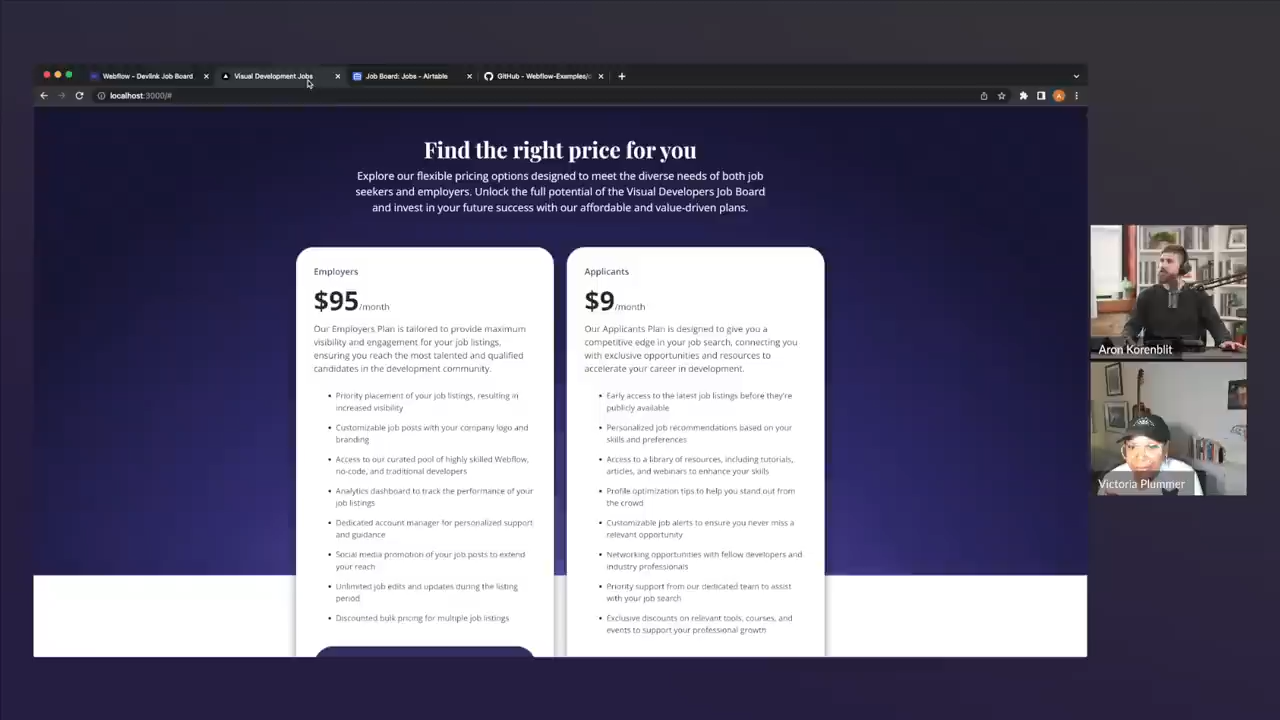 Webflow - Devlink Job Board
Visual Development Jobs
Job Board: Jobs - Airtable
GitHub - Webflow-Examples/
localhost:3000/#
Find the right price for you
Explore our flexible pricing options designed to meet the diverse needs of both job
seekers and employers. Unlock the full potential of the Visual Developers Job Board
and invest in your future success with our affordable and value-driven plans.
Employers
$95/month
Our Employers Plan is tailored to provide maximum
visibility and engagement for your job listings,
ensuring you reach the most talented and qualified
candidates in the development community.
• Priority placement of your job listings, resulting in
increased visibility
• Customizable job posts with your company logo and
branding
• Access to our curated pool of highly skilled Webflow,
no-code, and traditional developers
• Analytics dashboard to track the performance of your
job listings
• Dedicated account manager for personalized support
and guidance
• Social media promotion of your job posts to extend
your reach
• Unlimited job edits and updates during the listing
period
• Discounted bulk pricing for multiple job listings
Applicants
$9/month
Our Applicants Plan is designed to give you a
competitive edge in your job search, connecting you
with exclusive opportunities and resources to
accelerate your career in development.
• Early access to the latest job listings before they're
publicly available
• Personalized job recommendations based on your
skills and preferences
• Access to a library of resources, including tutorials,
articles, and webinars to enhance your skills
• Profile optimization tips to help you stand out from
the crowd
• Customizable job alerts to ensure you never miss a
relevant opportunity
• Networking opportunities with fellow developers and
industry professionals
• Priority support from our dedicated team to assist
with your job search
• Exclusive discounts on relevant tools, courses, and
events to support your professional growth
Aron Korenblit
Victoria Plummer